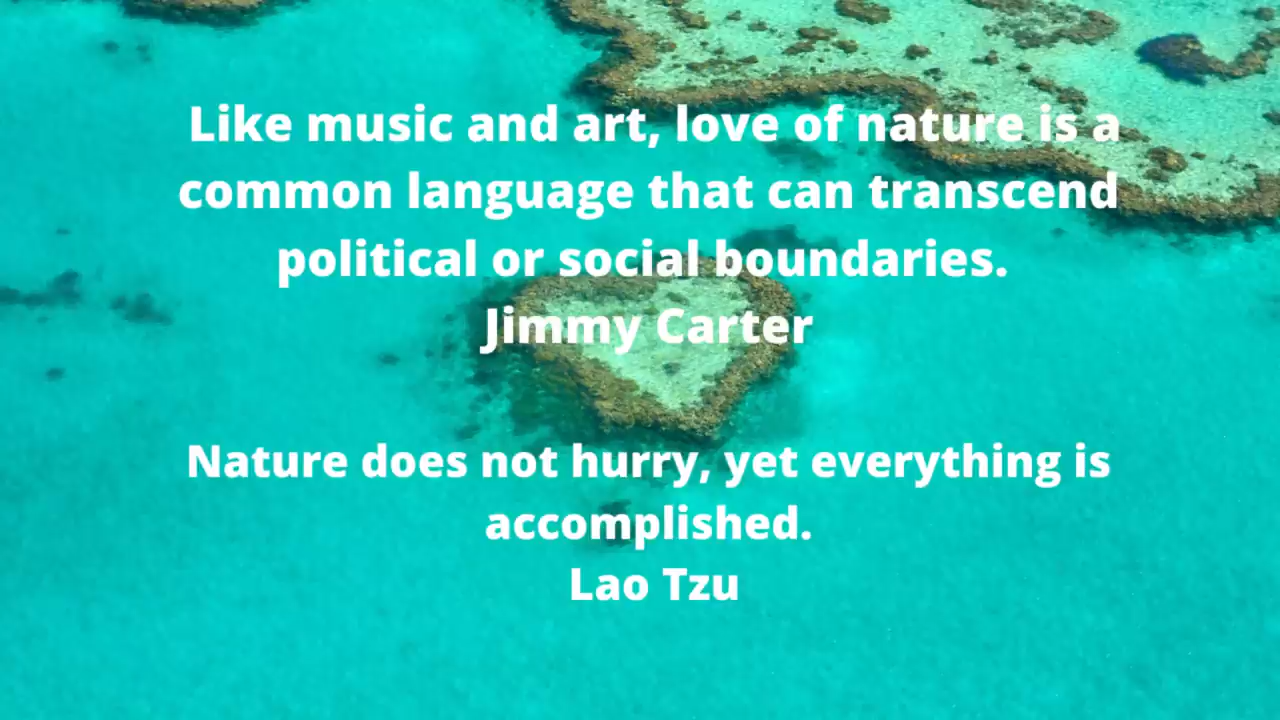 Like music and art, love of nature is a
common language that can transcend
political or social boundaries.
Jimmy Carter
Nature does not hurry, yet everything is
accomplished.
Lao Tzu